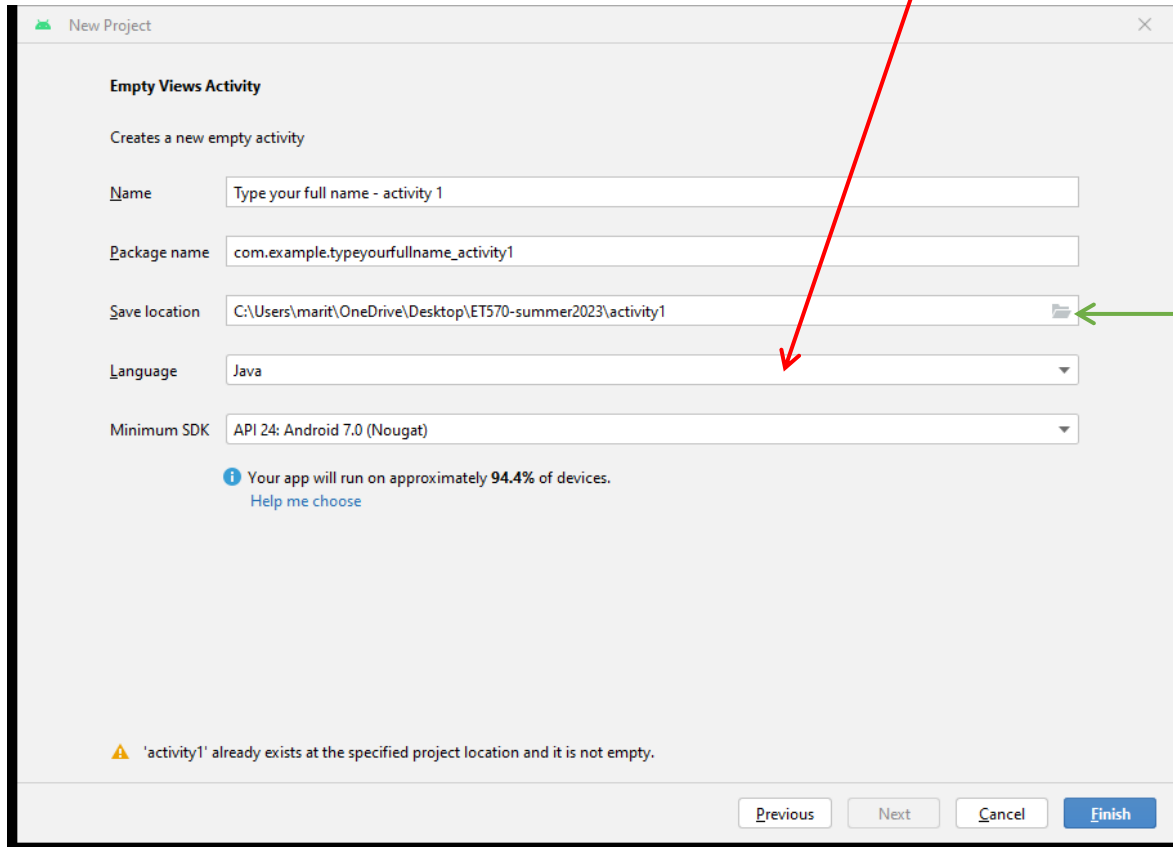 New Project
Empty Views Activity
Creates a new empty activity
Name Type your full name - activity 1
Package name com.example.typeyourfullname_activity1
Save location C:\Users\marit\OneDrive\Desktop\ET570-summer2023\activity1
Language Java
Minimum SDK API 24: Android 7.0 (Nougat)
Your app will run on approximately 94.4% of devices.
Help me choose
'activity1' already exists at the specified project location and it is not empty.
Previous Next Cancel Finish